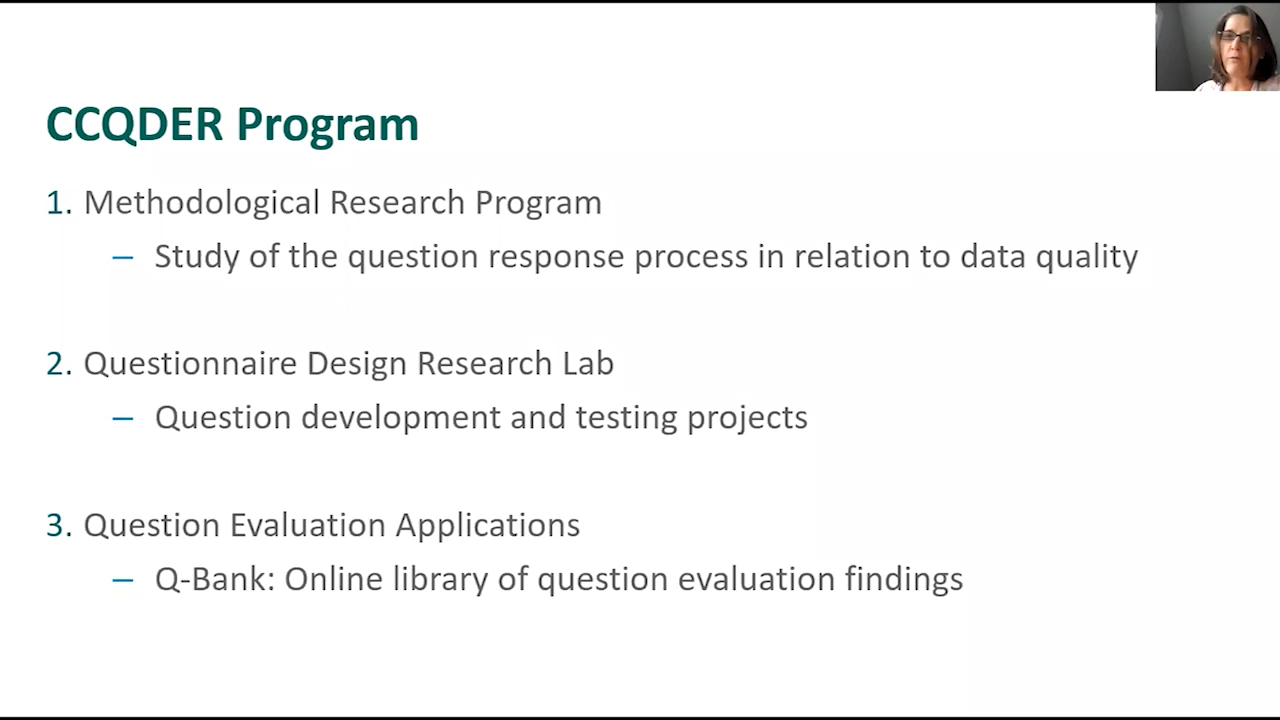 CCQDER Program
1. Methodological Research Program
– Study of the question response process in relation to data quality
2. Questionnaire Design Research Lab
– Question development and testing projects
3. Question Evaluation Applications
– Q-Bank: Online library of question evaluation findings